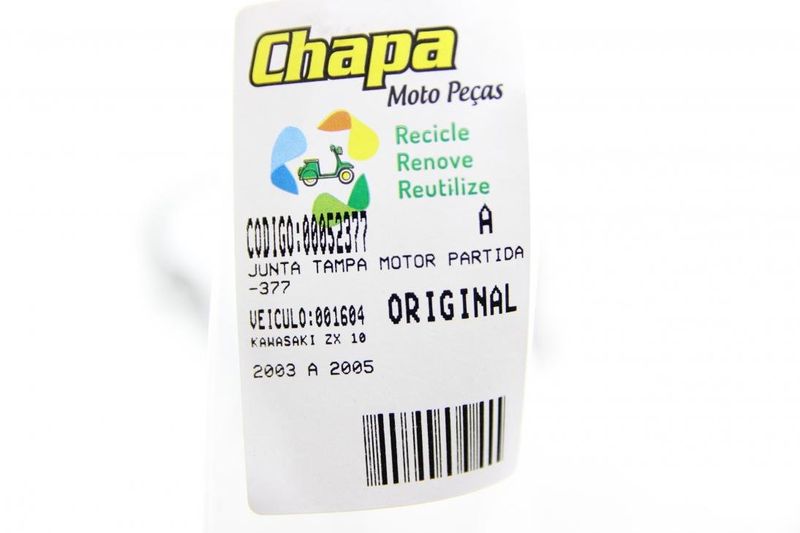 Chapa
Moto Peças
Recicle
Renove
Reutilize
CODIGO:00052377 A
JUNTA TAMPA MOTOR PARTIDA
-377
VEICULO:001604 ORIGINAL
KAWASAKI ZX 10
2003 A 2005